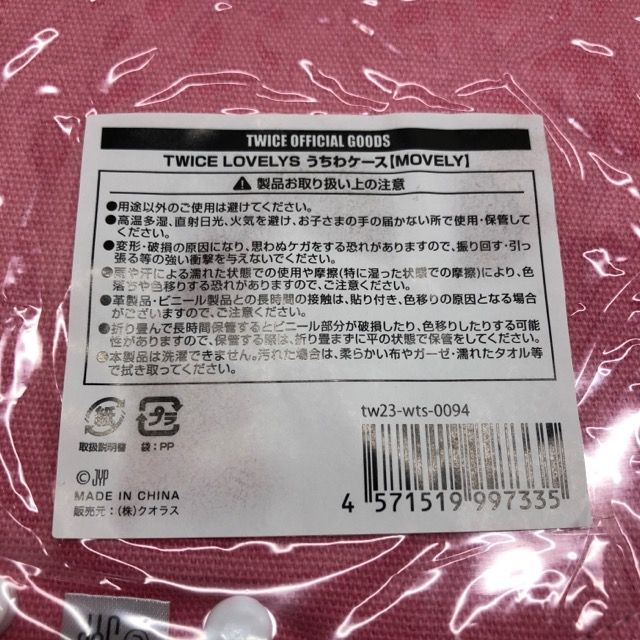 TWICE OFFICIAL GOODS
TWICE LOVELYS うちわケース【MOVELY】
製品お取り扱い上の注意
●用途以外のご使用は避けてください。
●高温多湿、直射日光、火気を避け、お子さまの手の届かない所で使用・保管して
ください。
●変形・破損の原因になり、思わぬケガをする恐れがありますので、振り回す・引っ
張る等の強い衝撃を与えないでください。
●雨や汗による濡れた状態での使用や摩擦(特に湿った状態での摩擦)により、色
落ちや色移りする恐れがありますので、ご注意ください。
●革製品・ビニール製品との長時間の接触は、貼り付き、色移りの原因となる場合
がございますので、ご注意ください。
●折り畳んで長時間保管するとビニール部分が破損したり、色移りしたりする可能
性がありますので、保管する際は、折り畳まずに平の状態で保管をしてください。
●本製品は洗濯できません。汚れた場合は、柔らかい布やガーゼ・濡れたタオル等
で拭き取ってください。
紙
取扱説明書
プラ
袋:PP
tw23-wts-0094
© JYP
MADE IN CHINA
販売元:(株)クオラス
4 571519 997335